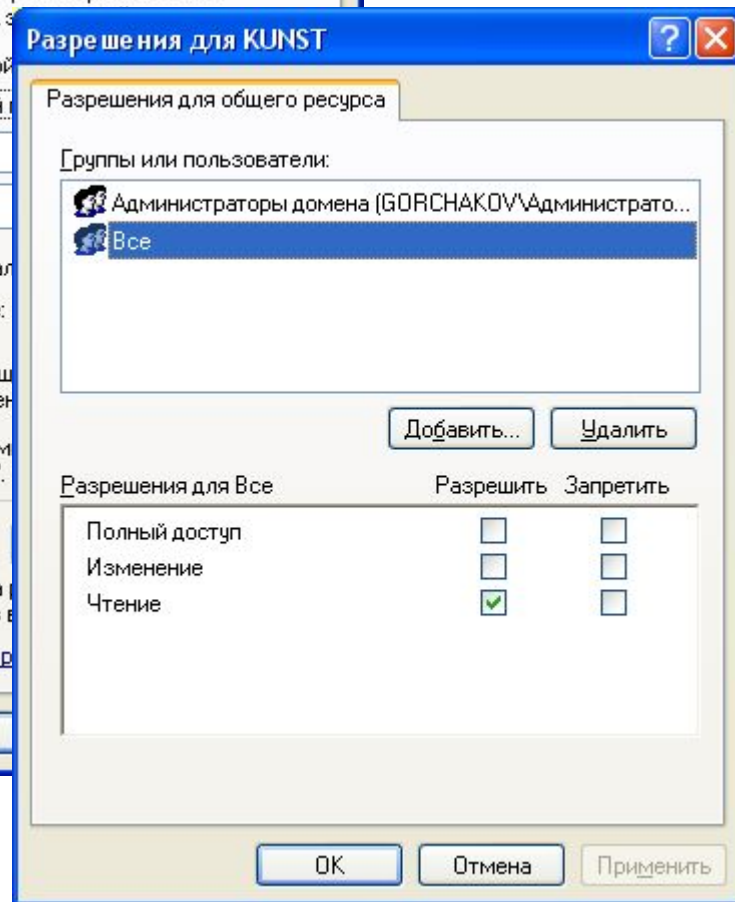 Разрешения для KUNST
Разрешения для общего ресурса
Группы или пользователи:
Администраторы домена (GORCHAKOV\Администрато...
Все
Добавить... Удалить
Разрешения для Все Разрешить Запретить
Полный доступ
Изменение
Чтение
OK Отмена Применить